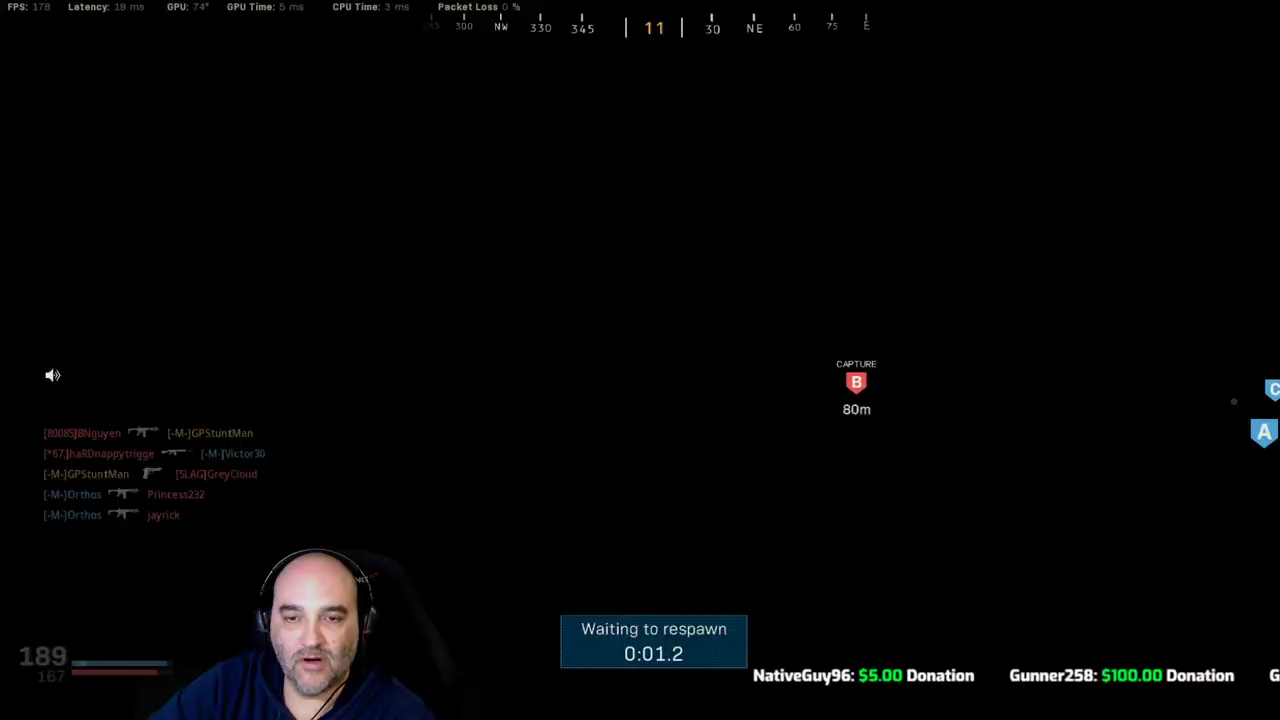 FPS: 178 Latency: 19 ms GPU: 74° GPU Time: 5 ms CPU Time: 3 ms Packet Loss 0 %
285 300 NW 330 345 11 30 NE 60 75 E
CAPTURE
B
80m
C
A
[80085]BNguyen [-M-]GPStuntMan
[*67,]haRDnappytrigge [-M-]Victor30
[-M-]GPStuntMan [SLAG]GreyCloud
[-M-]Orthos Princess232
[-M-]Orthos jayrick
Waiting to respawn
0:01.2
189
167
NativeGuy96: $5.00 Donation Gunner258: $100.00 Donation G